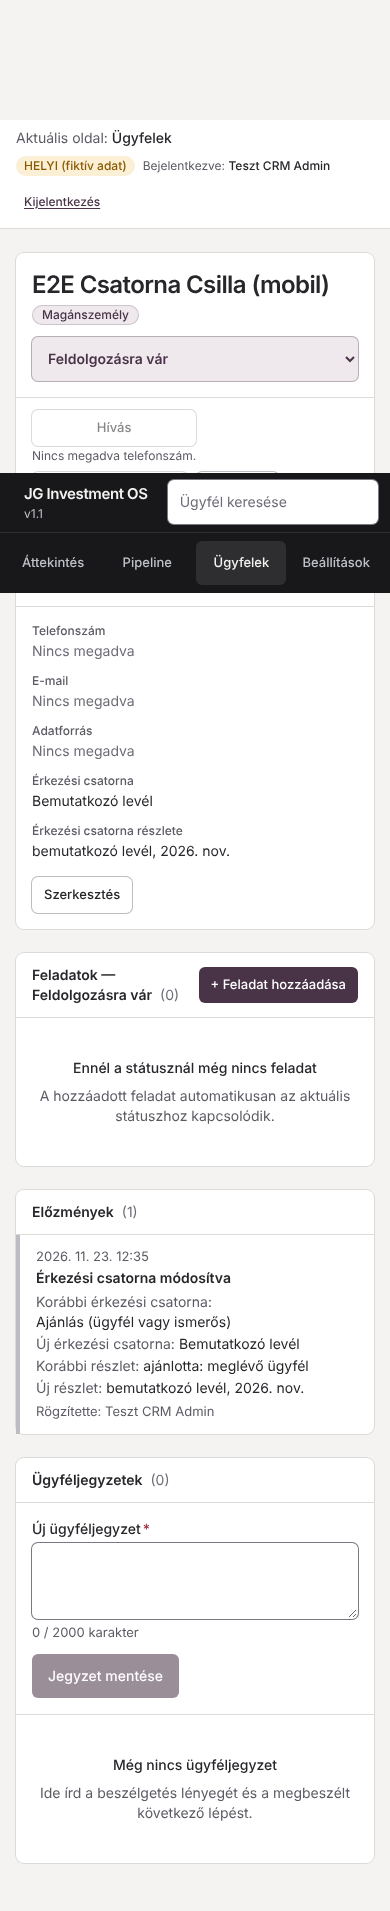 Aktuális oldal: Ügyfelek
HELYI (fiktív adat) Bejelentkezve: Teszt CRM Admin
Kijelentkezés
E2E Csatorna Csilla (mobil)
Magánszemély
Feldolgozásra vár
Hívás
Nincs megadva telefonszám.
JG Investment OS
v1.1
Ügyfél keresése
Áttekintés Pipeline Ügyfelek Beállítások
Telefonszám
Nincs megadva
E-mail
Nincs megadva
Adatforrás
Nincs megadva
Érkezési csatorna
Bemutatkozó levél
Érkezési csatorna részlete
bemutatkozó levél, 2026. nov.
Szerkesztés
Feladatok —
Feldolgozásra vár (0)
+ Feladat hozzáadása
Ennél a státusznál még nincs feladat
A hozzáadott feladat automatikusan az aktuális
státuszhoz kapcsolódik.
Előzmények (1)
2026. 11. 23. 12:35
Érkezési csatorna módosítva
Korábbi érkezési csatorna:
Ajánlás (ügyfél vagy ismerős)
Új érkezési csatorna: Bemutatkozó levél
Korábbi részlet: ajánlotta: meglévő ügyfél
Új részlet: bemutatkozó levél, 2026. nov.
Rögzítette: Teszt CRM Admin
Ügyféljegyzetek (0)
Új ügyféljegyzet *
0 / 2000 karakter
Jegyzet mentése
Még nincs ügyféljegyzet
Ide írd a beszélgetés lényegét és a megbeszélt
következő lépést.